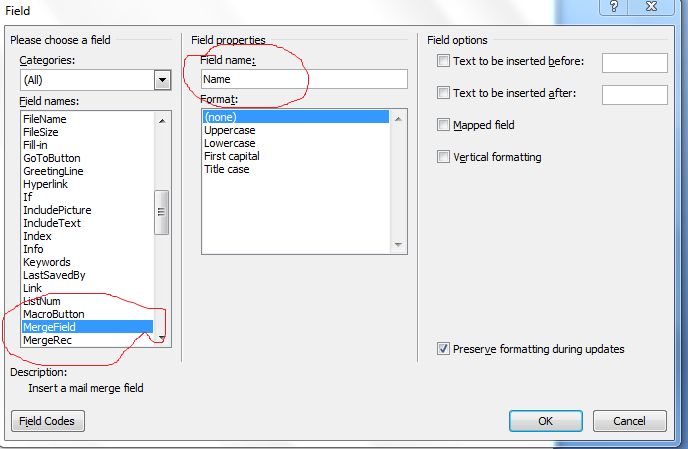 Field
?
Please choose a field
Categories:
(All)
Field names:
FileName
FileSize
Fill-in
GoToButton
GreetingLine
Hyperlink
If
IncludePicture
IncludeText
Index
Info
Keywords
LastSavedBy
Link
ListNum
MacroButton
MergeField
MergeRec
Field properties
Field name:
Name
Format:
(none)
Uppercase
Lowercase
First capital
Title case
Field options
Text to be inserted before:
Text to be inserted after:
Mapped field
Vertical formatting
Preserve formatting during updates
Description:
Insert a mail merge field
Field Codes
OK
Cancel